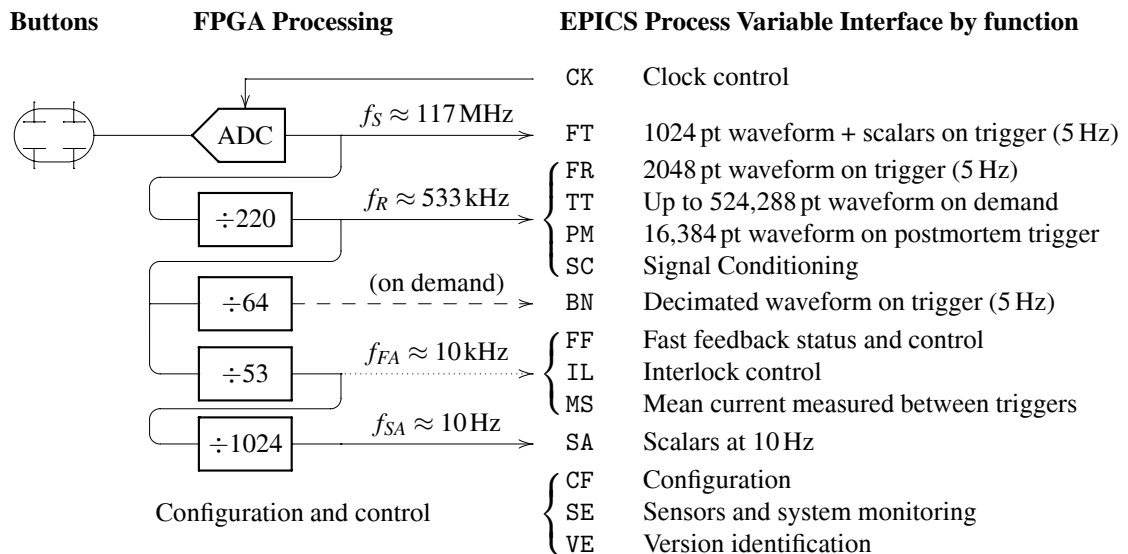 Buttons FPGA Processing EPICS Process Variable Interface by function
CK Clock control
ADC
f_S ≈ 117 MHz
FT 1024 pt waveform + scalars on trigger (5 Hz)
FR 2048 pt waveform on trigger (5 Hz)
TT Up to 524,288 pt waveform on demand
÷220
f_R ≈ 533 kHz
PM 16,384 pt waveform on postmortem trigger
SC Signal Conditioning
÷64
(on demand)
BN Decimated waveform on trigger (5 Hz)
FF Fast feedback status and control
÷53
f_FA ≈ 10 kHz
IL Interlock control
MS Mean current measured between triggers
÷1024
f_SA ≈ 10 Hz
SA Scalars at 10 Hz
CF Configuration
Configuration and control
SE Sensors and system monitoring
VE Version identification